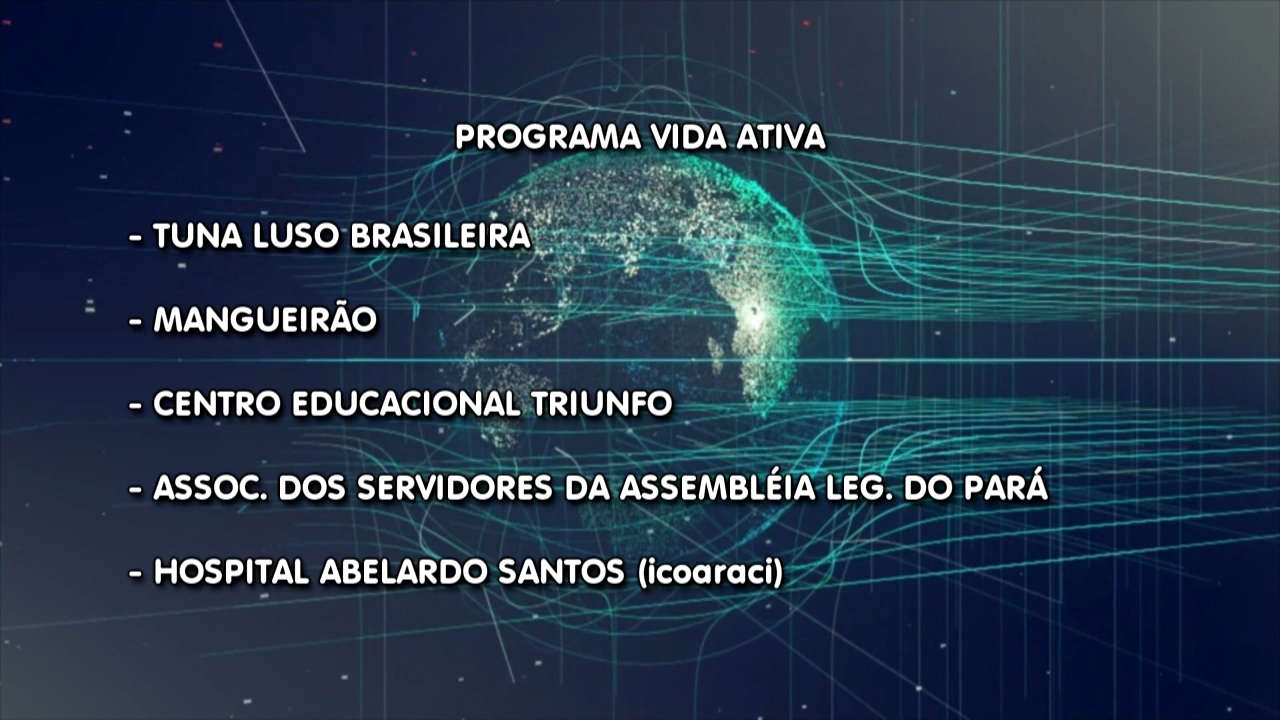 PROGRAMA VIDA ATIVA
- TUNA LUSO BRASILEIRA
- MANGUEIRÃO
- CENTRO EDUCACIONAL TRIUNFO
- ASSOC. DOS SERVIDORES DA ASSEMBLÉIA LEG. DO PARÁ
- HOSPITAL ABELARDO SANTOS (icoaraci)